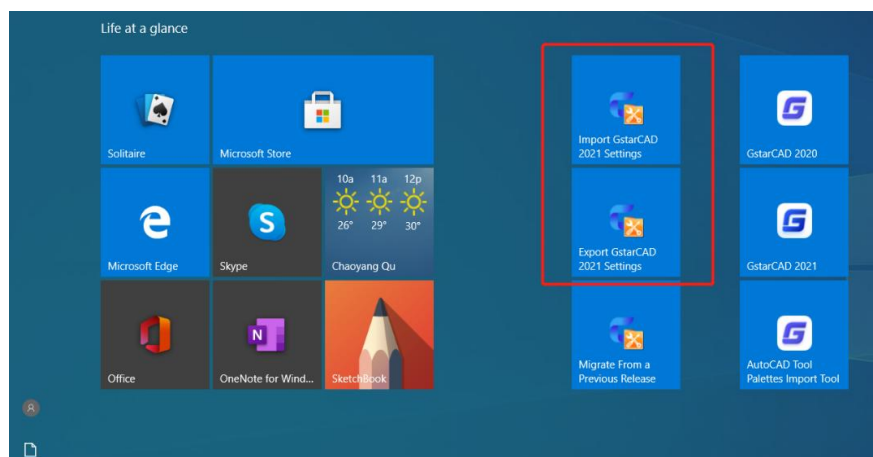 Life at a glance
Solitaire
Microsoft Store
Import GstarCAD
2021 Settings
GstarCAD 2020
Microsoft Edge
Skype
10a 11a 12p
26° 29° 30°
Chaoyang Qu
Export GstarCAD
2021 Settings
GstarCAD 2021
Office
OneNote for Wind...
SketchBook
Migrate From a
Previous Release
AutoCAD Tool
Palettes Import Tool